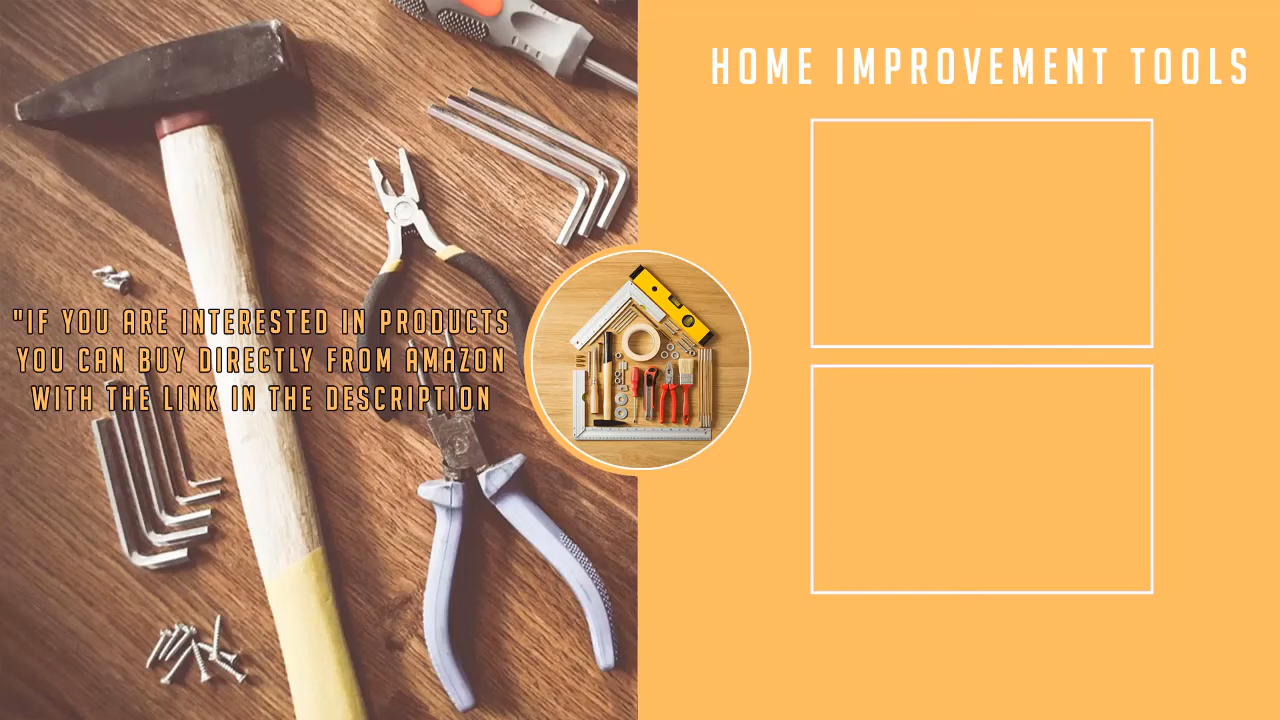 HOME IMPROVEMENT TOOLS
"IF YOU ARE INTERESTED IN PRODUCTS
YOU CAN BUY DIRECTLY FROM AMAZON
WITH THE LINK IN THE DESCRIPTION